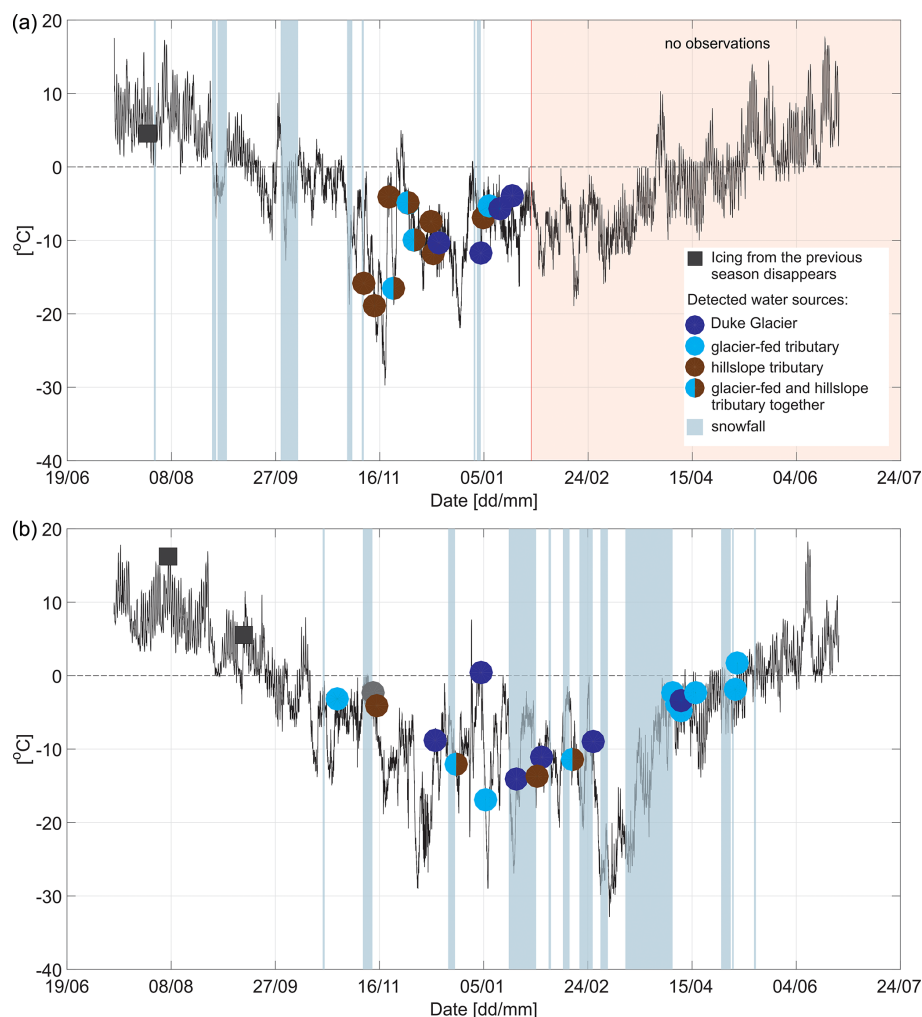 (a)
20
10
0
-10
-20
-30
-40
[°C]
no observations
Icing from the previous
season disappears
Detected water sources:
Duke Glacier
glacier-fed tributary
hillslope tributary
glacier-fed and hillslope
tributary together
snowfall
19/06 08/08 27/09 16/11 05/01 24/02 15/04 04/06 24/07
Date [dd/mm]
(b)
20
10
0
-10
-20
-30
-40
[°C]
19/06 08/08 27/09 16/11 05/01 24/02 15/04 04/06 24/07
Date [dd/mm]